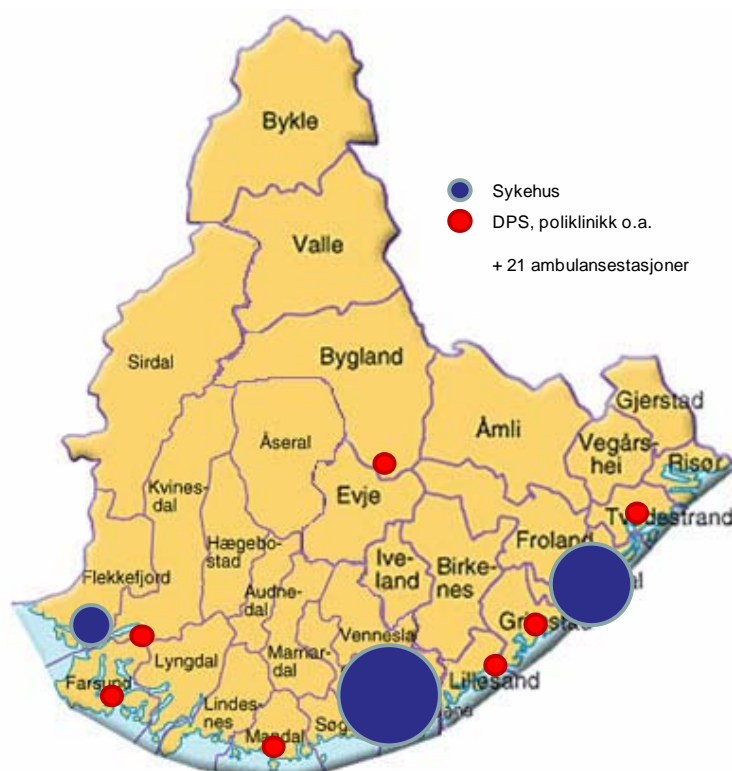 Bykle
Sykehus
DPS, poliklinikk o.a.
Valle
+ 21 ambulansestasjoner
Sirdal
Bygland
Gjerstad
Åseral
Åmli
Vegårs-
hei
Risør
Kvines-
dal
Evje
Tvedestrand
Hægebo-
stad
Froland
Ive-
land
Birke-
nes
Flekkefjord
Audne-
dal
Grimstad
Vennesla
Lyngdal
Marnar-
dal
Farsund
Lillesand
Lindes-
nes
Mandal
Søg